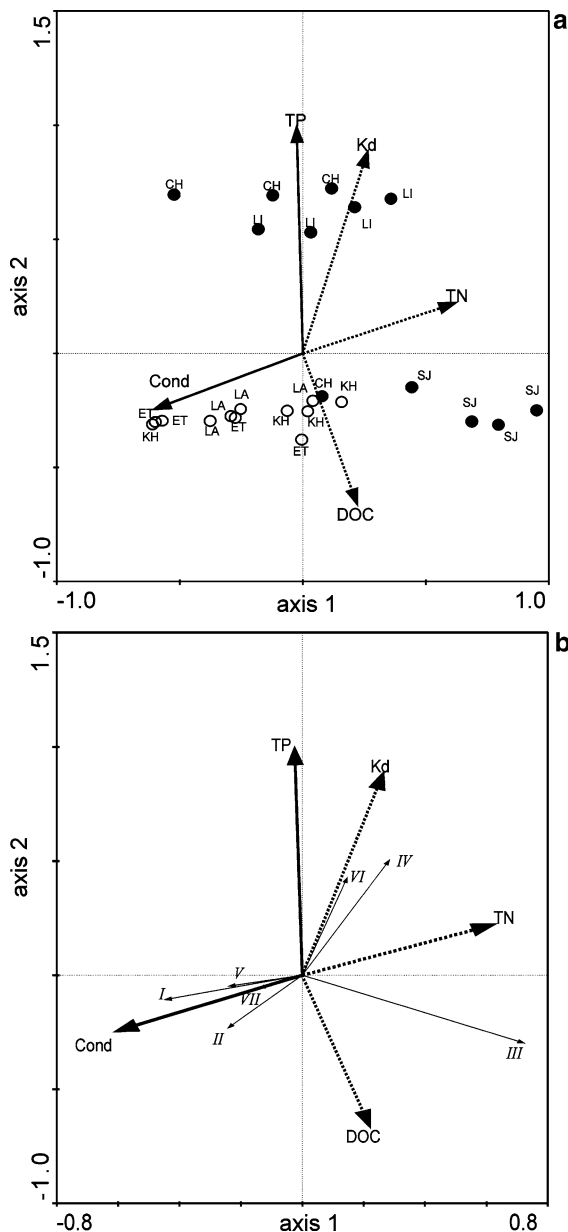 1.5
a
TP
Kd
CH
CH
CH
LI
LI
LI
LI
TN
axis 2
Cond
LA
CH
KH
SJ
SJ
SJ
ET
ET
LA
LA
ET
KH
KH
KH
SJ
ET
DOC
-1.0
-1.0
axis 1
1.0
b
1.5
TP
Kd
VI
IV
axis 2
TN
V
I
VII
II
Cond
III
DOC
-1.0
-0.8
axis 1
0.8